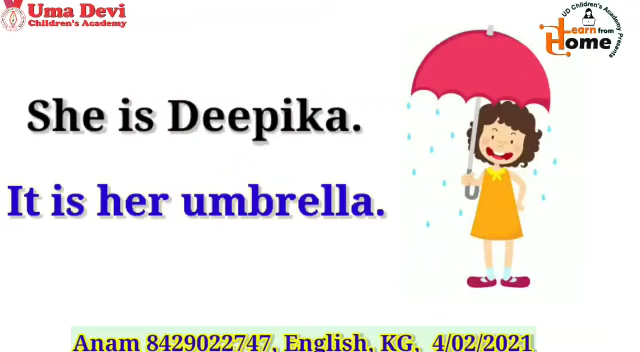 Uma Devi
Children's Academy
UD Children's Academy Presents
Learn from
Home
She is Deepika.
It is her umbrella.
Anam 8429022747, English, KG, 4/02/2021